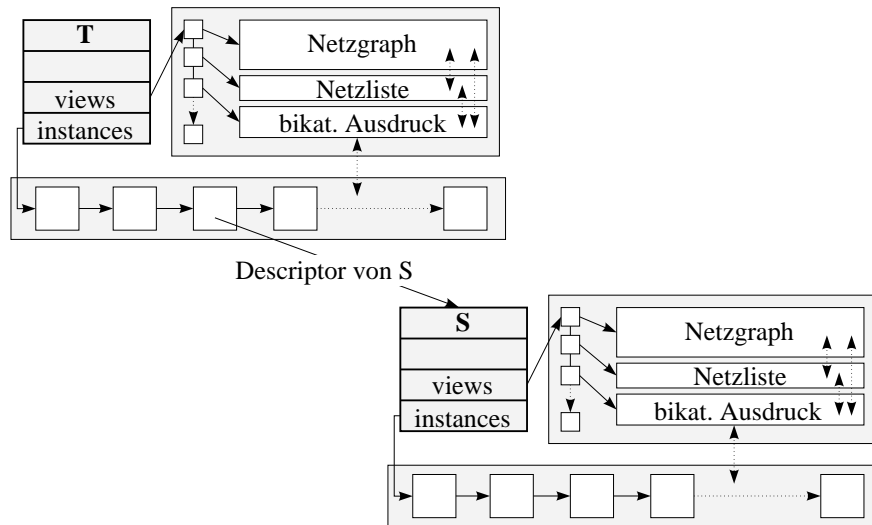 T
views
instances
Netzgraph
Netzliste
bikat. Ausdruck
Descriptor von S
S
views
instances
Netzgraph
Netzliste
bikat. Ausdruck